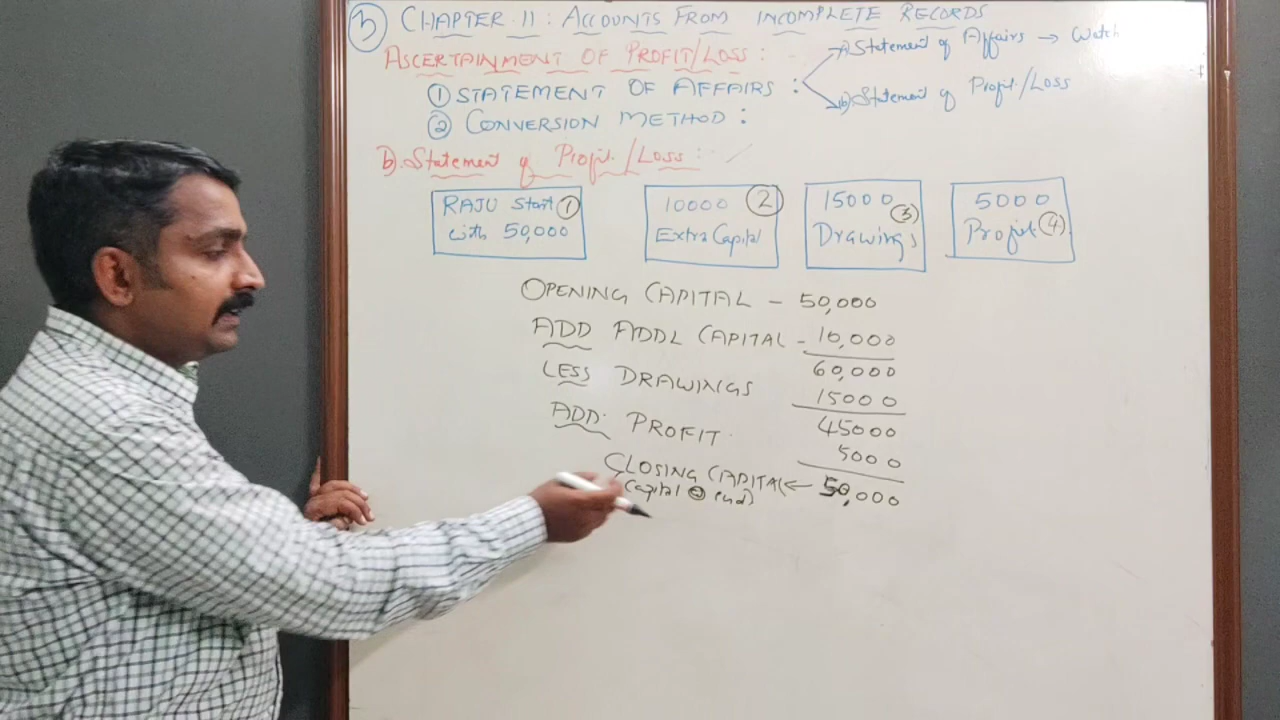 ③ CHAPTER 11: ACCOUNTS FROM INCOMPLETE RECORDS
ASCERTAINMENT OF PROFIT/LOSS:
a) Statement of Affairs → Watch
① STATEMENT OF AFFAIRS:
b) Statement of Profit/Loss
② CONVERSION METHOD:
b). Statement of Profit/Loss:
RAJU Start ①
with 50,000
10000 ②
Extra Capital
15000 ③
Drawings
5000
Profit ④
OPENING CAPITAL - 50,000
ADD ADDL CAPITAL - 10,000
60,000
LESS DRAWINGS 15000
45000
ADD: PROFIT 5000
CLOSING CAPITAL ← 50,000
(Capital @ end)